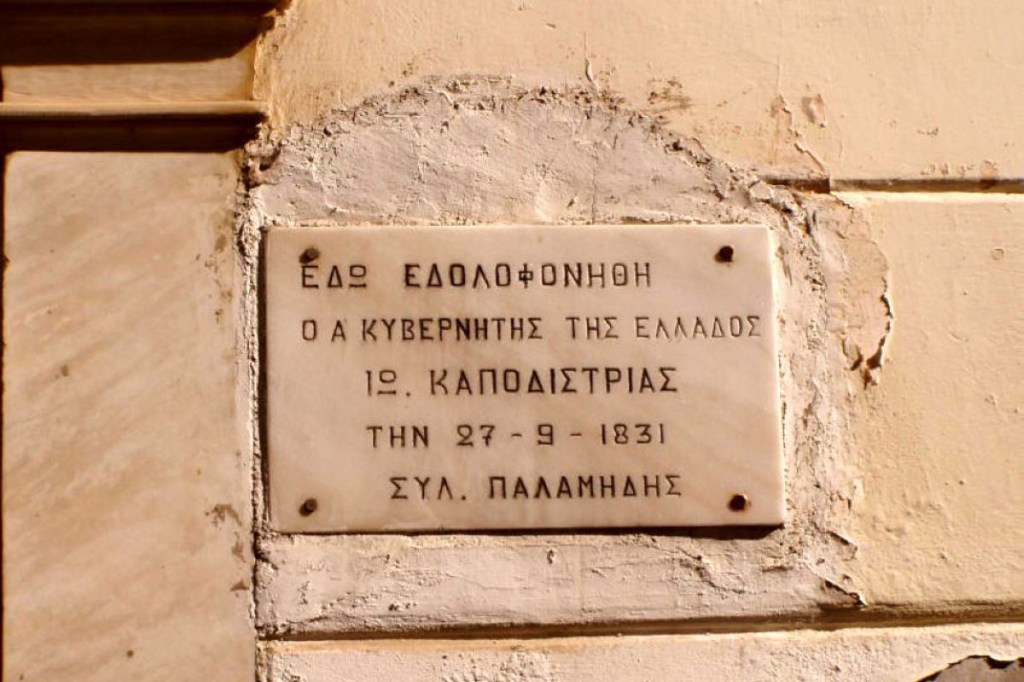 ΕΔΩ ΕΔΟΛΟΦΟΝΗΘΗ
Ο Α ΚΥΒΕΡΝΗΤΗΣ ΤΗΣ ΕΛΛΑΔΟΣ
ΙΩ. ΚΑΠΟΔΙΣΤΡΙΑΣ
ΤΗΝ 27-9-1831
ΣΥΛ. ΠΑΛΑΜΗΔΗΣ